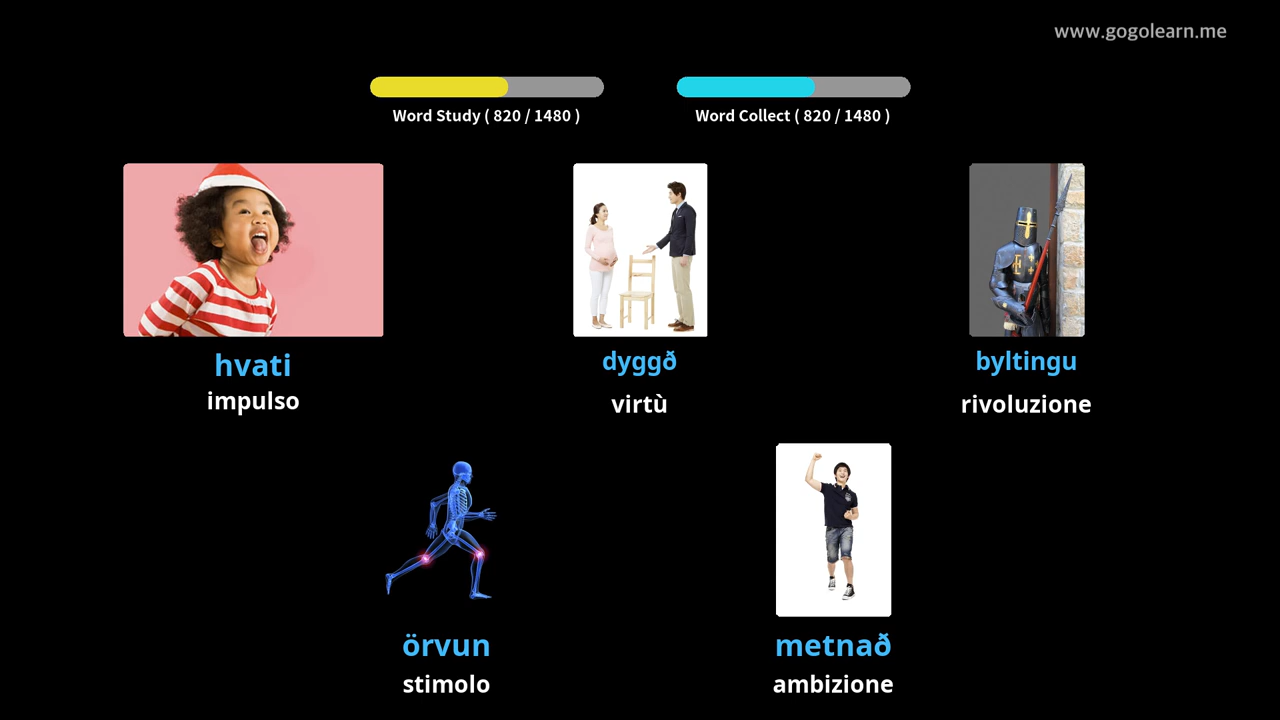 www.gogolearn.me
Word Study ( 820 / 1480 )
Word Collect ( 820 / 1480 )
hvati
impulso
dyggð
virtù
byltingu
rivoluzione
örvun
stimolo
metnað
ambizione